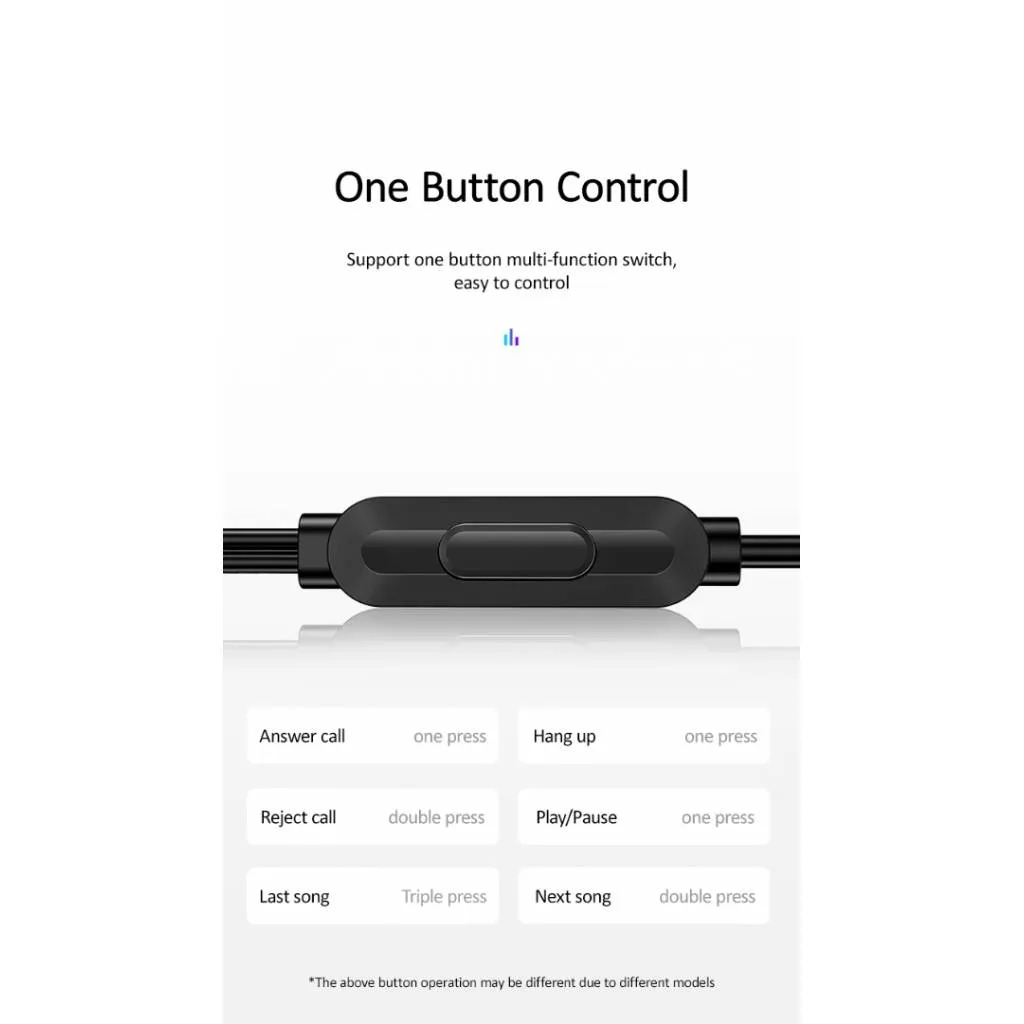 One Button Control
Support one button multi-function switch,
easy to control
Answer call one press
Hang up one press
Reject call double press
Play/Pause one press
Last song Triple press
Next song double press
*The above button operation may be different due to different models